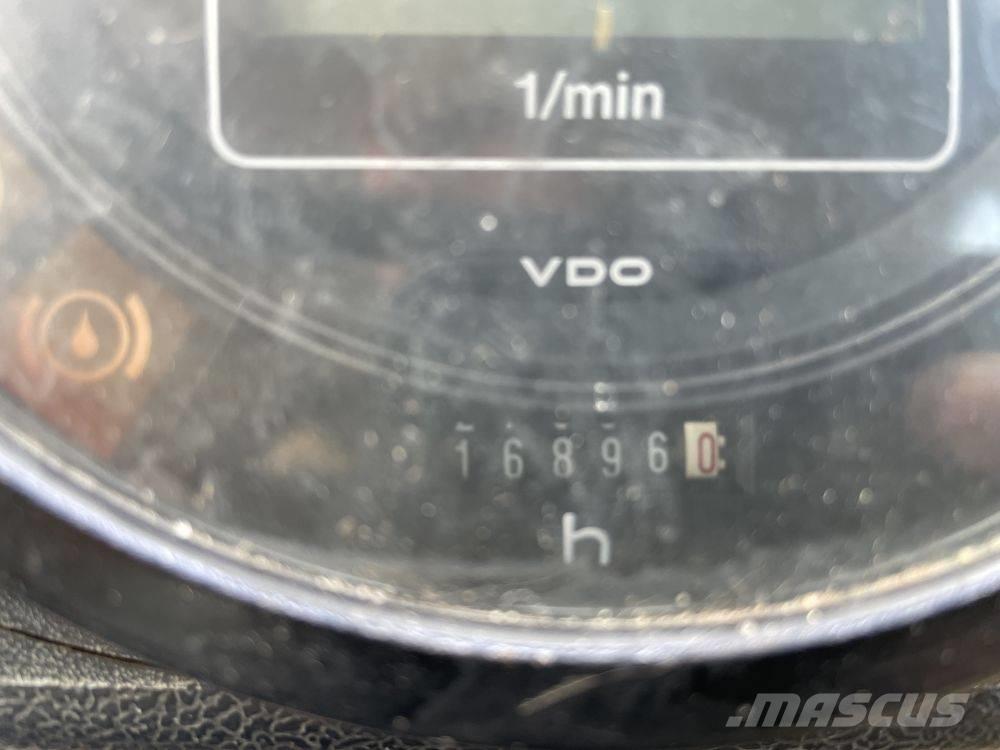 1/min
VDO
168960
h
.MASCUS